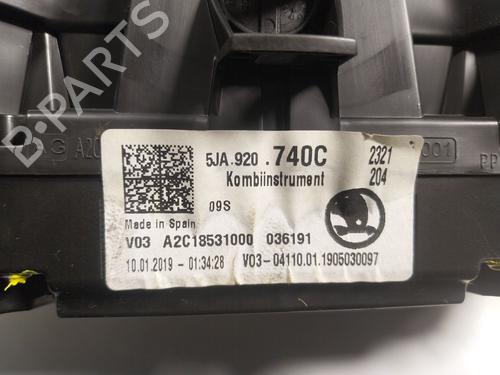 B-PARTS
5JA.920 .740C 2321
Kombiinstrument 204
09S
Made in Spain
V03 A2C18531000 036191
10.01.2019 - 01:34:28 V03-04110.01.1905030097